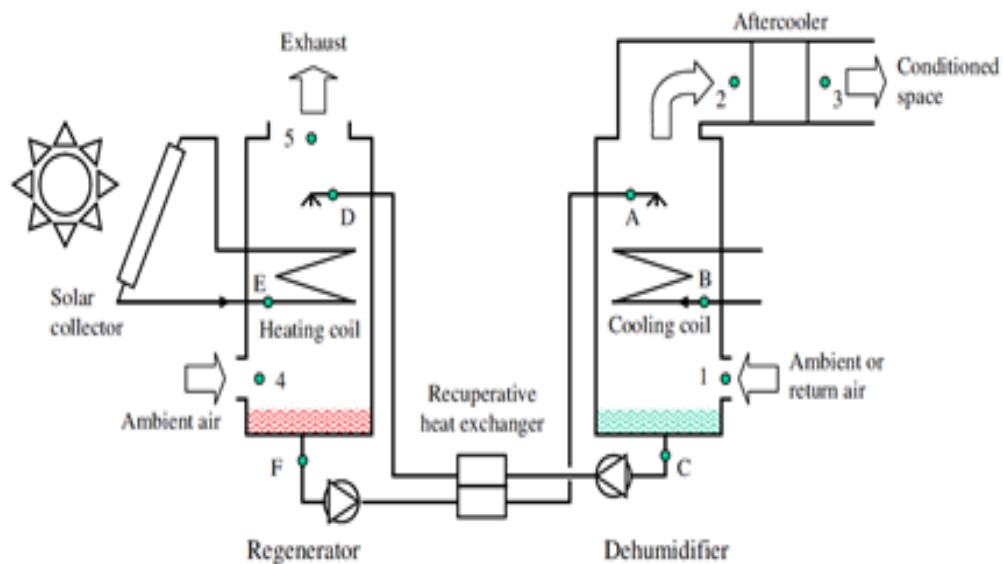 Aftercooler
Exhaust
Conditioned
space
2
3
5
D
A
E
B
Solar
collector
Heating coil
Cooling coil
4
1
Ambient or
return air
Ambient air
Recuperative
heat exchanger
F
C
Regenerator
Dehumidifier